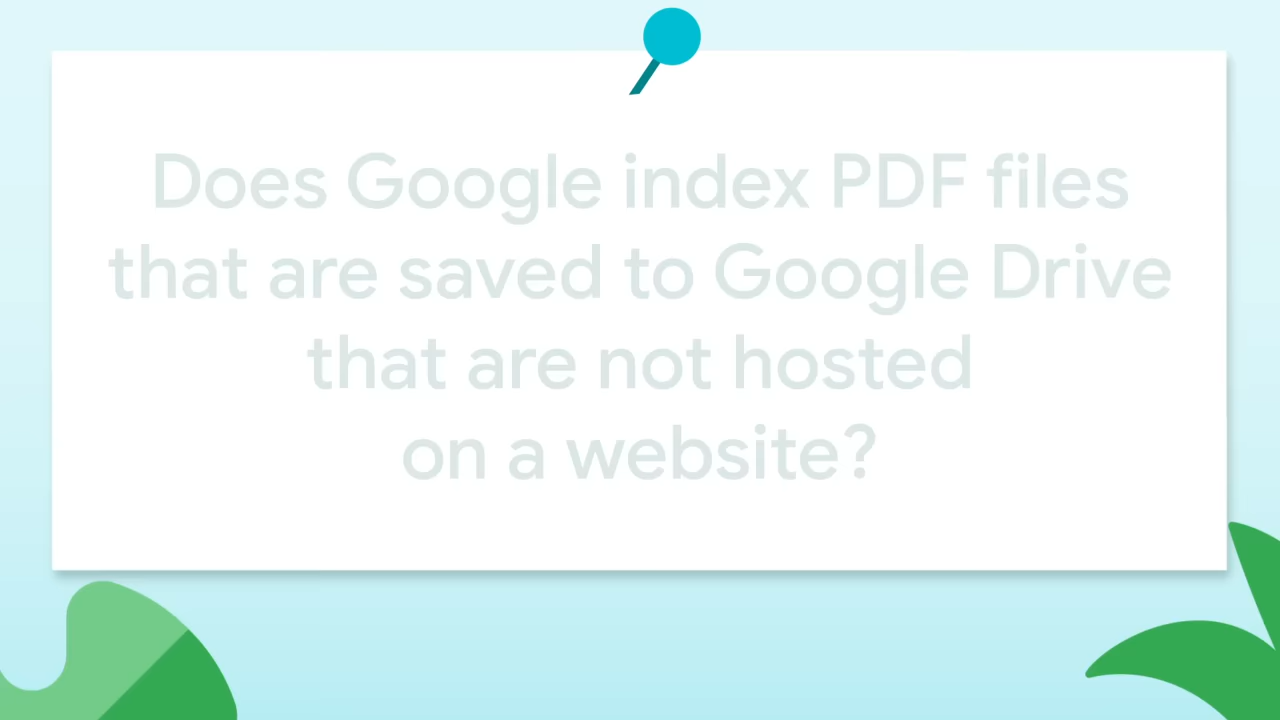 Does Google index PDF files
that are saved to Google Drive
that are not hosted
on a website?